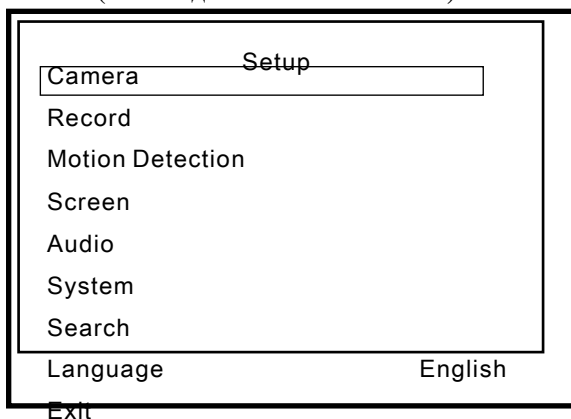 Setup
Camera
Record
Motion Detection
Screen
Audio
System
Search
Language English
Exit